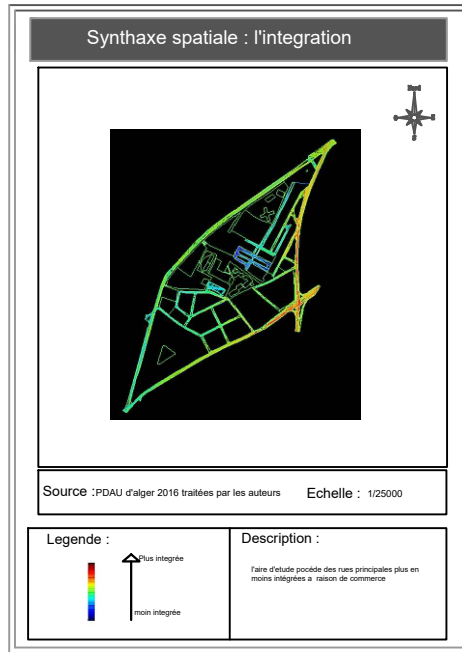 Synthaxe spatiale : l'integration
Source :PDAU d'alger 2016 traitées par les auteurs Echelle : 1/25000
Legende :
Plus integrée
moin integrée
Description :
l'aire d'etude pocéde des rues principales plus en
moins intégrées a raison de commerce